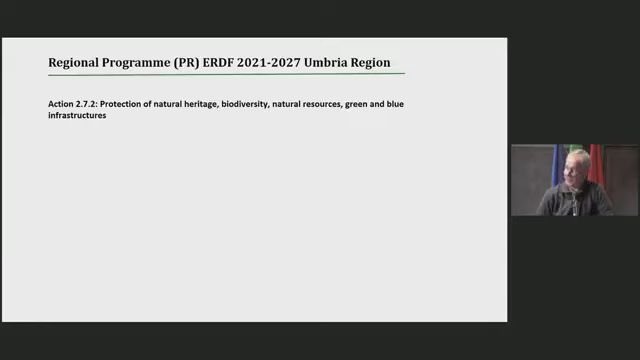 Regional Programme (PR) ERDF 2021-2027 Umbria Region
Action 2.7.2: Protection of natural heritage, biodiversity, natural resources, green and blue
infrastructures